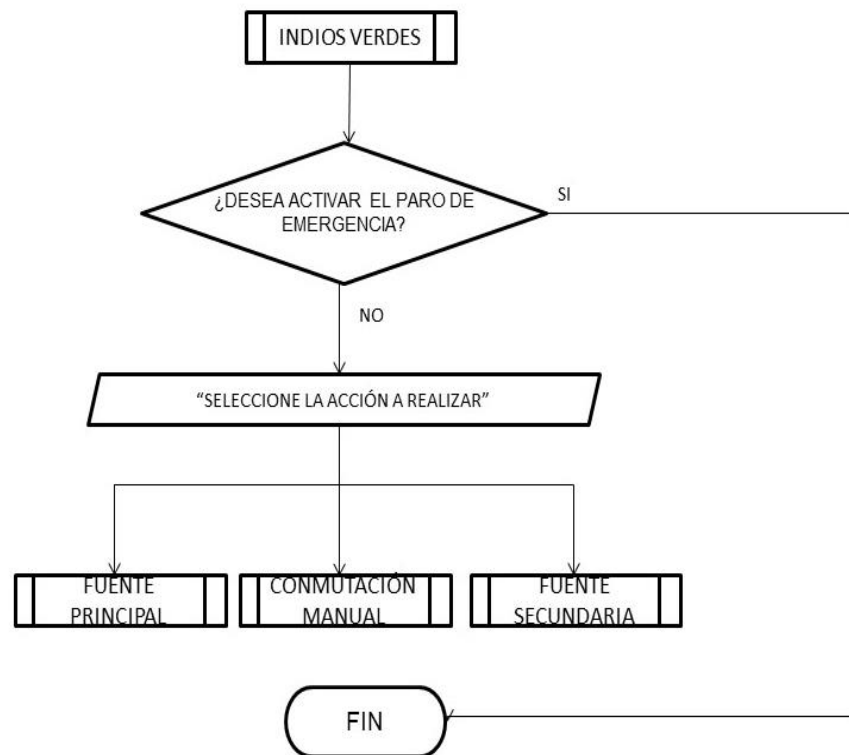 INDIOS VERDES
¿DESEA ACTIVAR EL PARO DE
EMERGENCIA?
SI
NO
“SELECCIONE LA ACCIÓN A REALIZAR”
FUENTE
PRINCIPAL
CONMUTACIÓN
MANUAL
FUENTE
SECUNDARIA
FIN